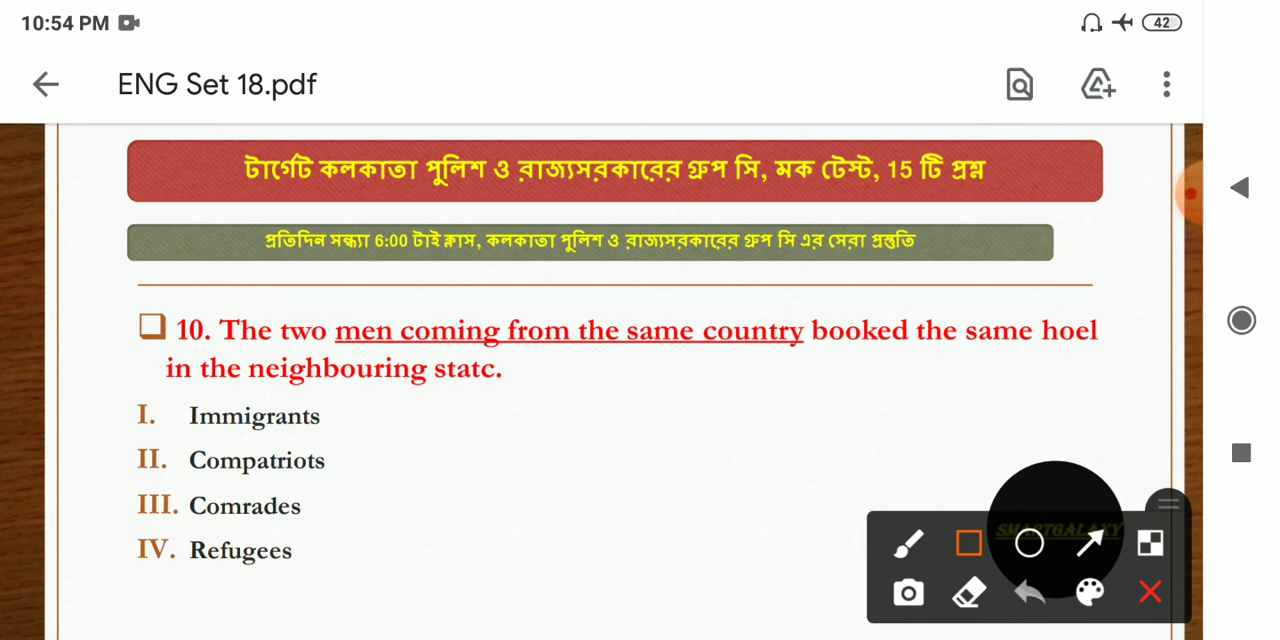 10:54 PM
42
ENG Set 18.pdf
টার্গেট কলকাতা পুলিশ ও রাজ্যসরকারের গ্রুপ সি, মক টেস্ট, 15 টি প্রশ্ন
প্রতিদিন সন্ধ্যা 6:00 টাই ক্লাস, কলকাতা পুলিশ ও রাজ্যসরকারের গ্রুপ সি এর সেরা প্রস্তুতি
10. The two men coming from the same country booked the same hoel
in the neighbouring statc.
I. Immigrants
II. Compatriots
III. Comrades
IV. Refugees
SMARTGALAXY